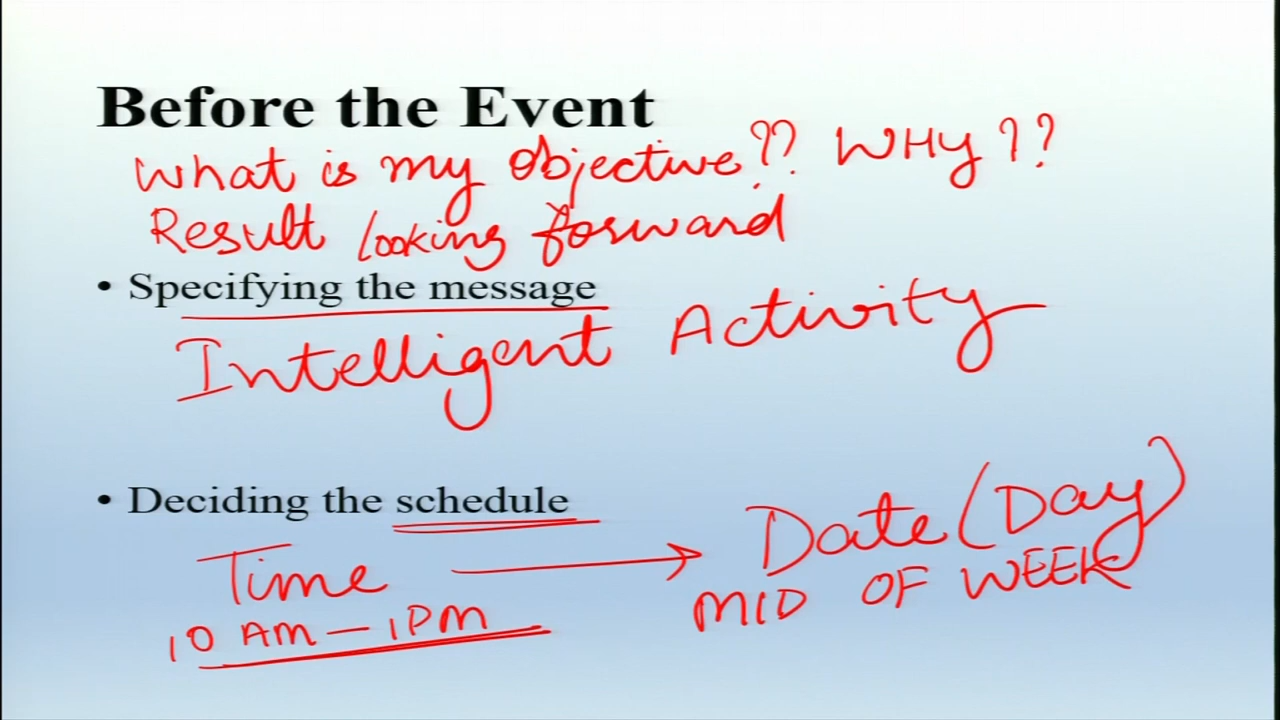 Before the Event
What is my objective?? WHY??
Result looking forward
• Specifying the message
Intelligent Activity
• Deciding the schedule
Time → Date (Day)
10 AM – 1PM MID OF WEEK